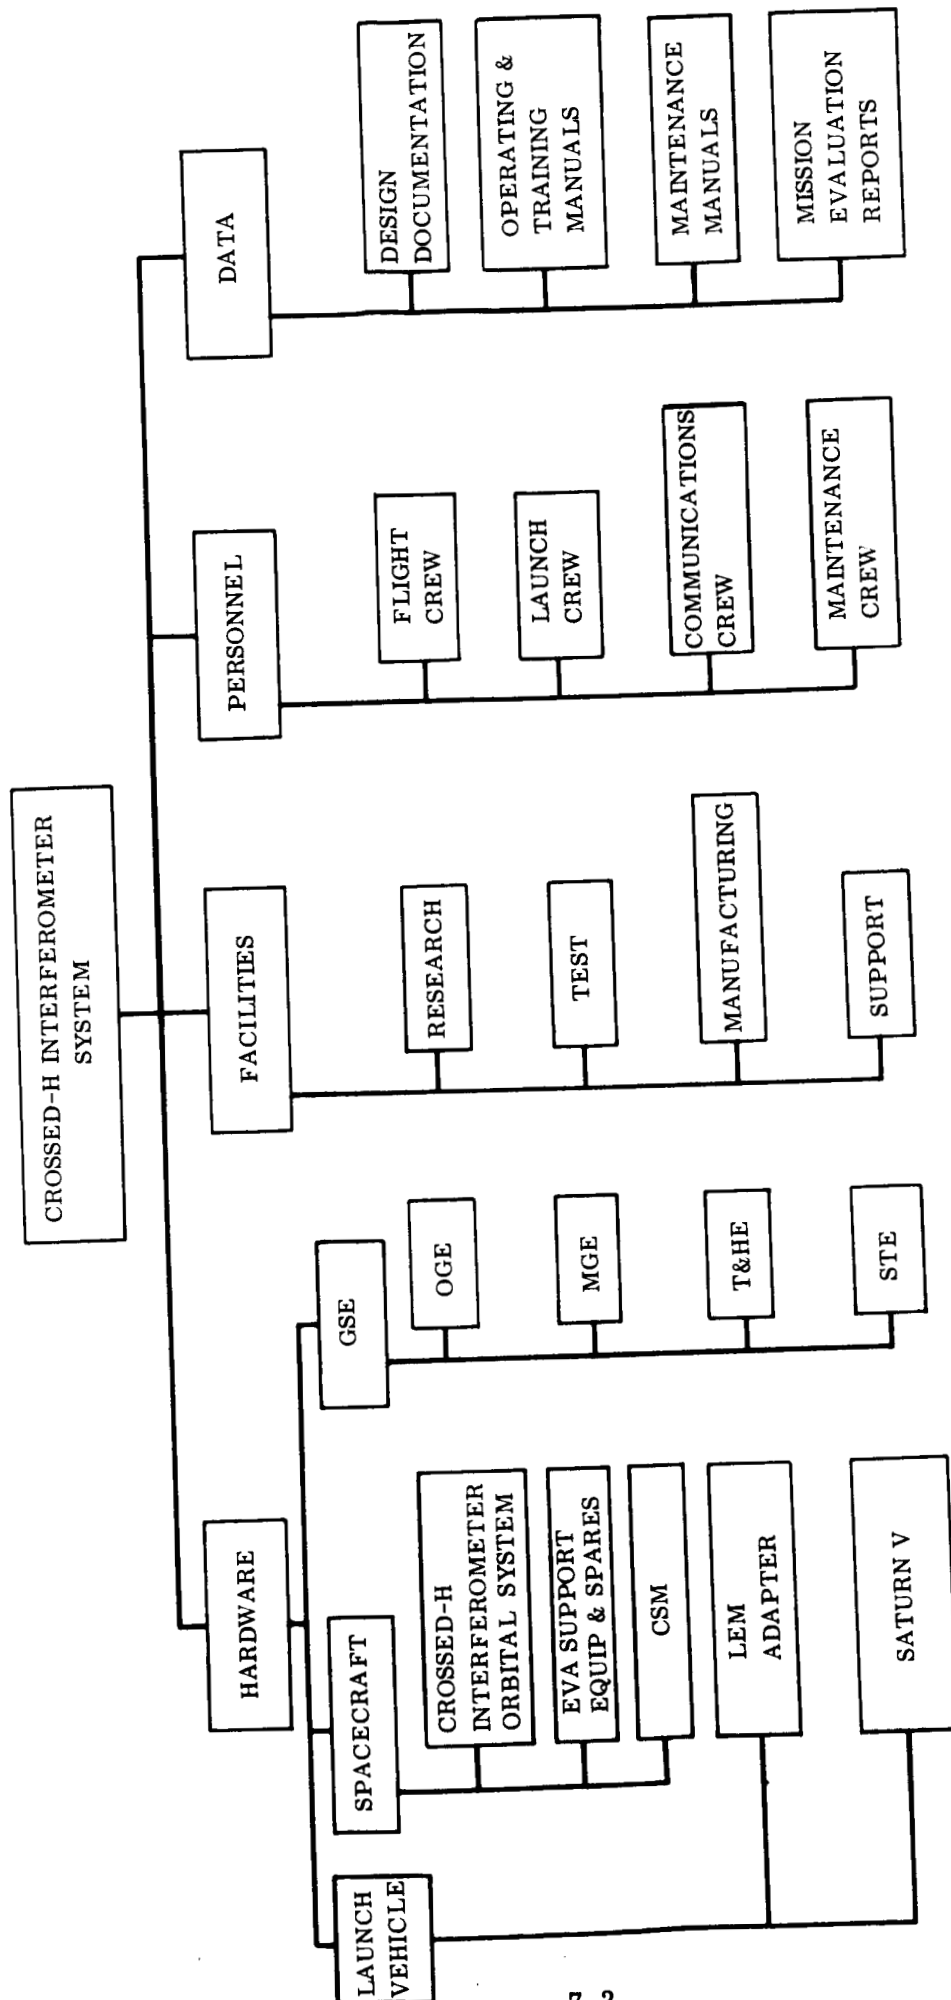 CROSSED-H INTERFEROMETER
SYSTEM
HARDWARE
FACILITIES
PERSONNEL
DATA
LAUNCH
VEHICLE
SPACECRAFT
GSE
CROSSED-H
INTERFEROMETER
ORBITAL SYSTEM
EVA SUPPORT
EQUIP & SPARES
CSM
LEM
ADAPTER
SATURN V
OGE
MGE
T&HE
STE
RESEARCH
TEST
MANUFACTURING
SUPPORT
FLIGHT
CREW
LAUNCH
CREW
COMMUNICATIONS
CREW
MAINTENANCE
CREW
DESIGN
DOCUMENTATION
OPERATING &
TRAINING
MANUALS
MAINTENANCE
MANUALS
MISSION
EVALUATION
REPORTS